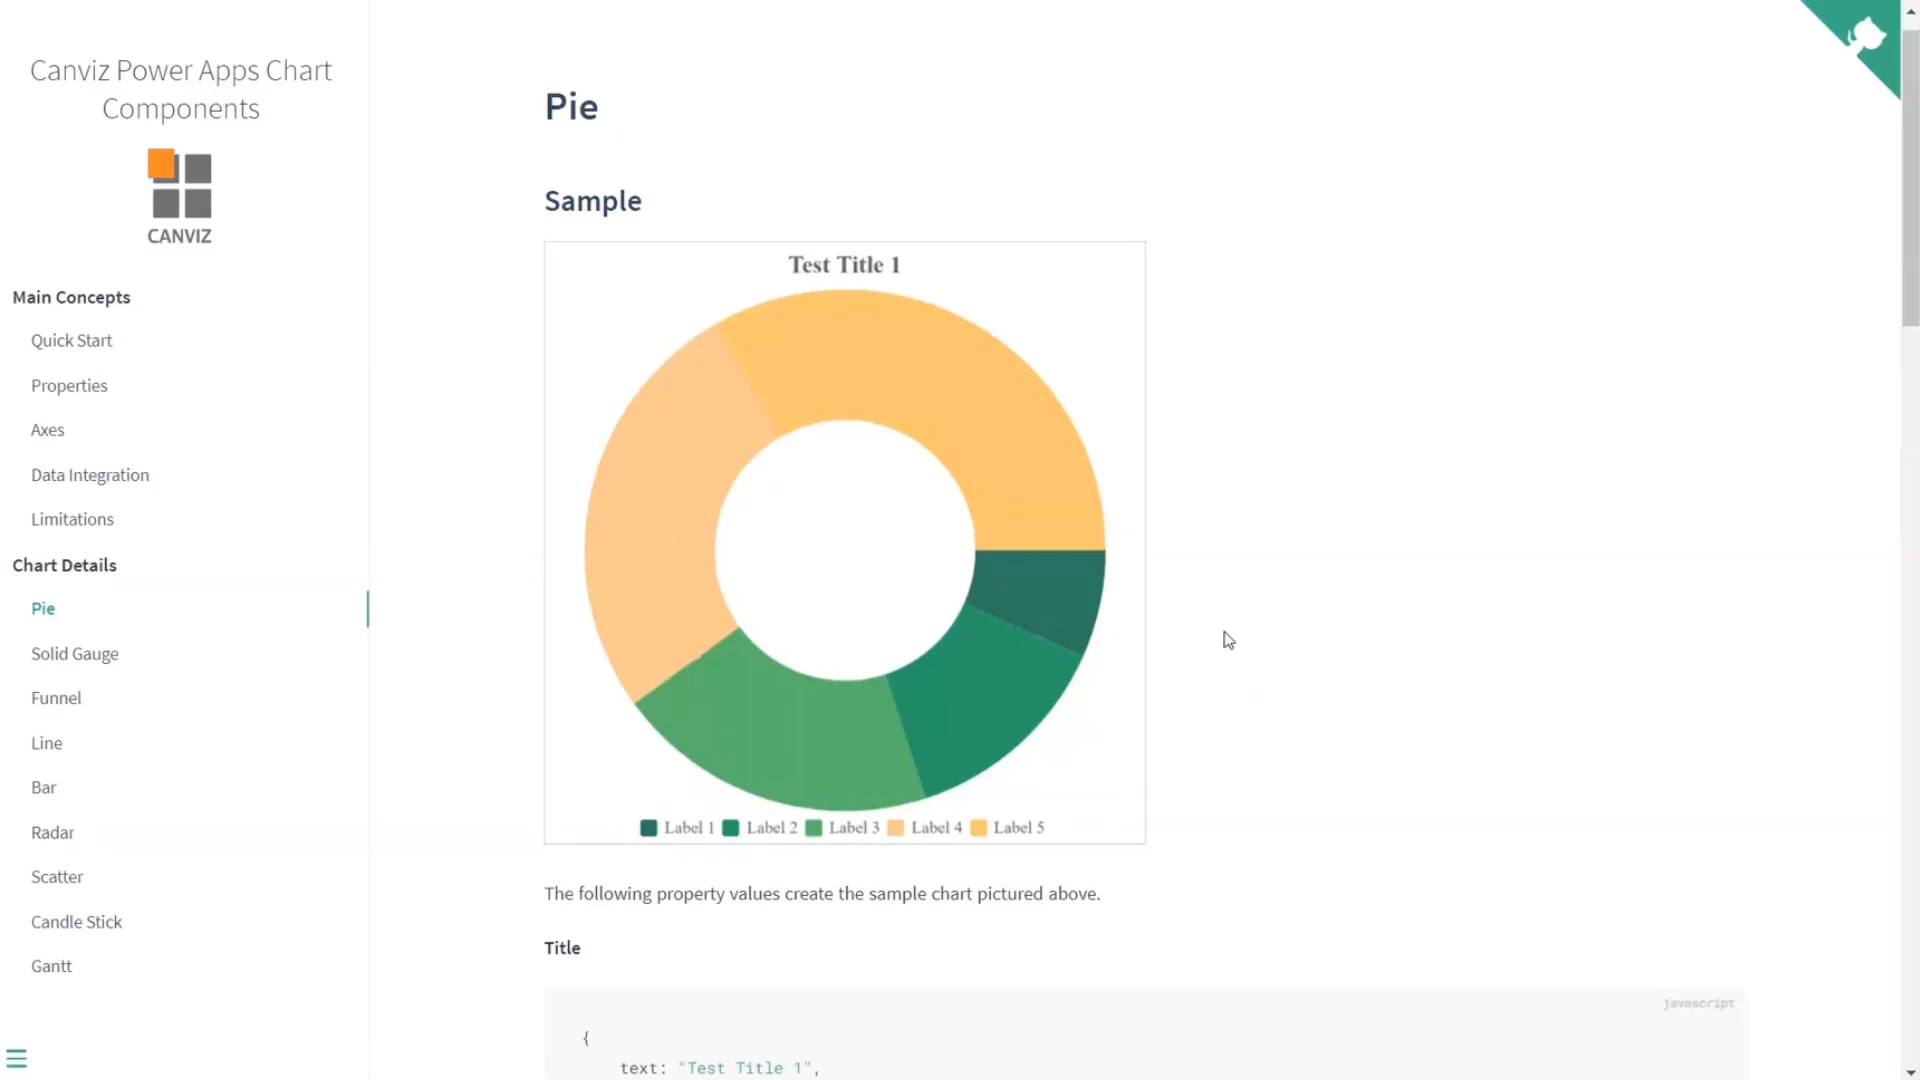 Canviz Power Apps Chart
Components
CANVIZ
Main Concepts
Quick Start
Properties
Axes
Data Integration
Limitations
Chart Details
Pie
Solid Gauge
Funnel
Line
Bar
Radar
Scatter
Candle Stick
Gantt
Pie
Sample
Test Title 1
Label 1 Label 2 Label 3 Label 4 Label 5
The following property values create the sample chart pictured above.
Title
javascript
{
text: "Test Title 1",